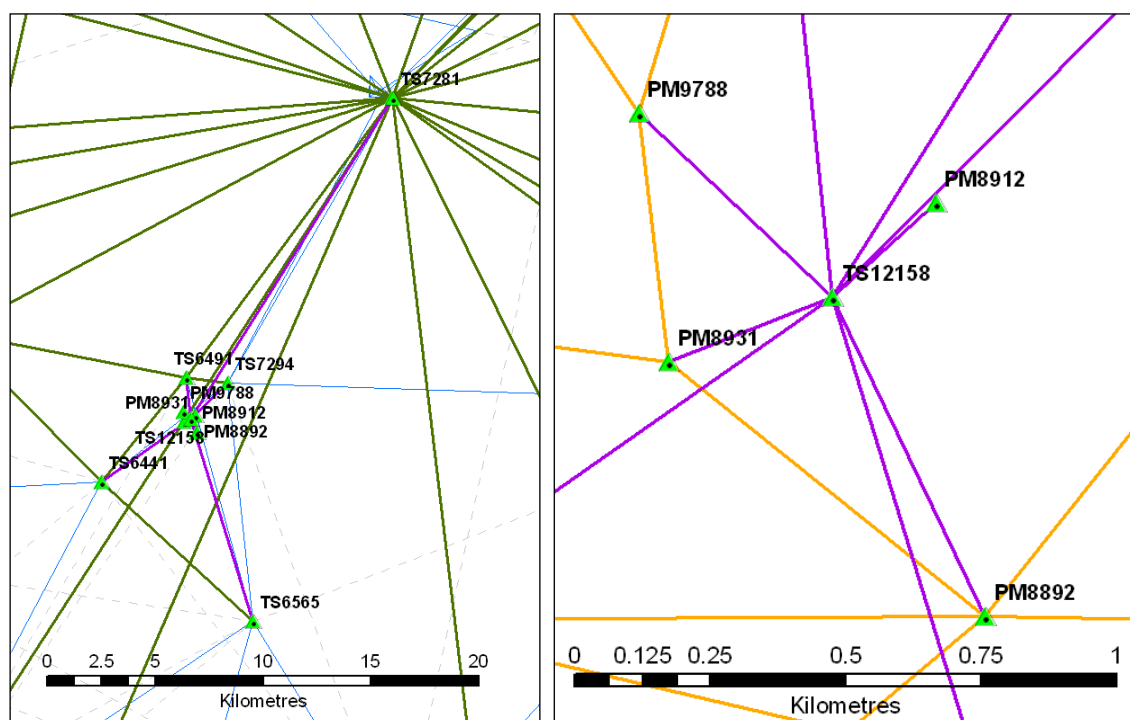 TS7281
TS6491
TS7294
PM9788
PM8931
PM8912
TS12158
PM8892
TS6441
TS6565
0 2.5 5 10 15 20
Kilometres
PM9788
PM8912
TS12158
PM8931
PM8892
0 0.125 0.25 0.5 0.75 1
Kilometres